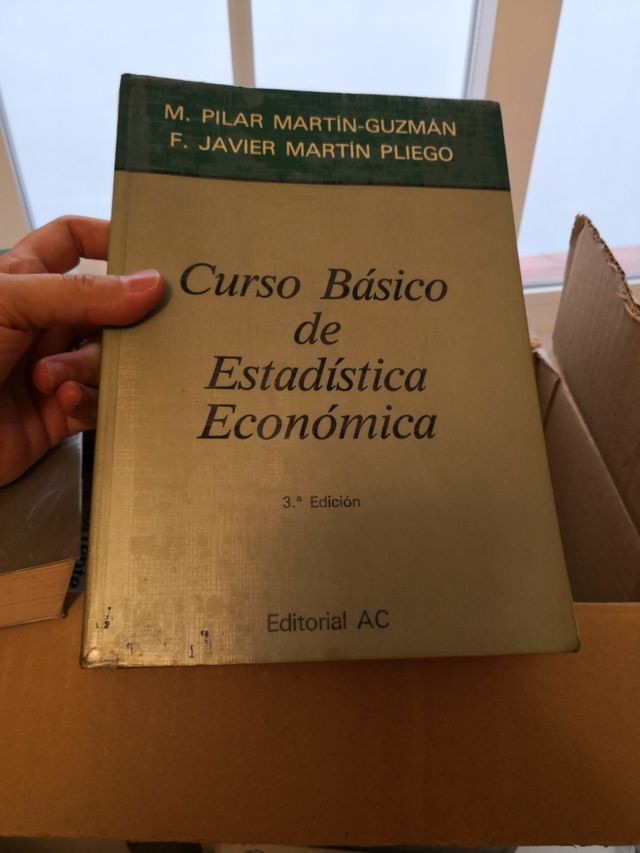 M. PILAR MARTÍN-GUZMÁN
F. JAVIER MARTÍN PLIEGO
Curso Básico
de
Estadística
Económica
3.ª Edición
Editorial AC